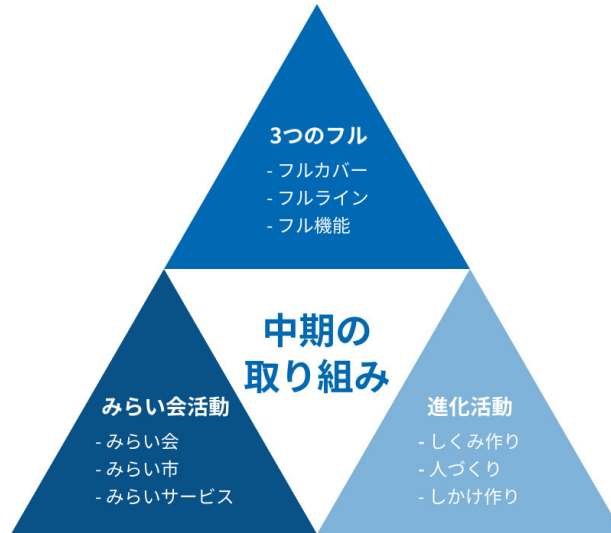 3つのフル
- フルカバー
- フルライン
- フル機能
中期の
取り組み
みらい会活動
- みらい会
- みらい市
- みらいサービス
進化活動
- しくみ作り
- 人づくり
- しかけ作り